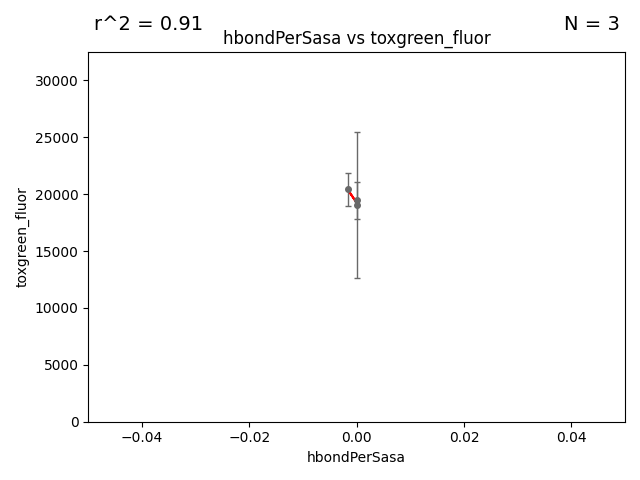 r^2 = 0.91
N = 3
hbondPerSasa vs toxgreen_fluor
30000
25000
20000
15000
10000
5000
0
toxgreen_fluor
−0.04
−0.02
0.00
0.02
0.04
hbondPerSasa